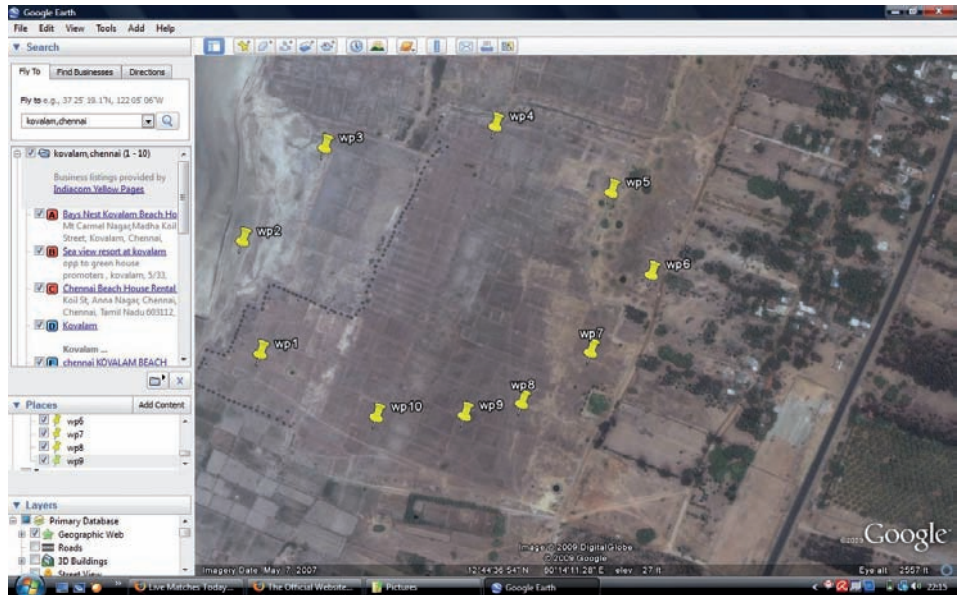 Google Earth
File Edit View Tools Add Help
Search
Fly To Find Businesses Directions
Fly to e.g., 37 25' 19.1"N, 122 05' 06"W
kovalam,chennai
kovalam,chennai (1 - 10)
Business listings provided by
Indiacom Yellow Pages
A Bays Nest Kovalam Beach Ho
Mt Carmel Nagar,Madha Koil
Street, Kovalam, Chennai,
B Sea view resort at kovalam
opp to green house
promoters , kovalam, 5/33,
C Chennai Beach House Rental
Koil St, Anna Nagar, Chennai,
Chennai, Tamil Nadu 603112,
D Kovalam
Kovalam ...
chennai KOVALAM BEACH
Places Add Content
wp6
wp7
wp8
wp9
Layers
Primary Database
Geographic Web
Roads
3D Buildings
Street View
wp4
wp3
wp5
wp2
wp6
wp7
wp1
wp8
wp10
wp9
Google
Image © 2009 DigitalGlobe
© 2009 Google
Imagery Date: May 7, 2007 12°44'36.54"N 80°14'11.28"E elev 27 ft Eye alt 2557 ft
Live Matches Today... The Official Website... Pictures Google Earth 22:15